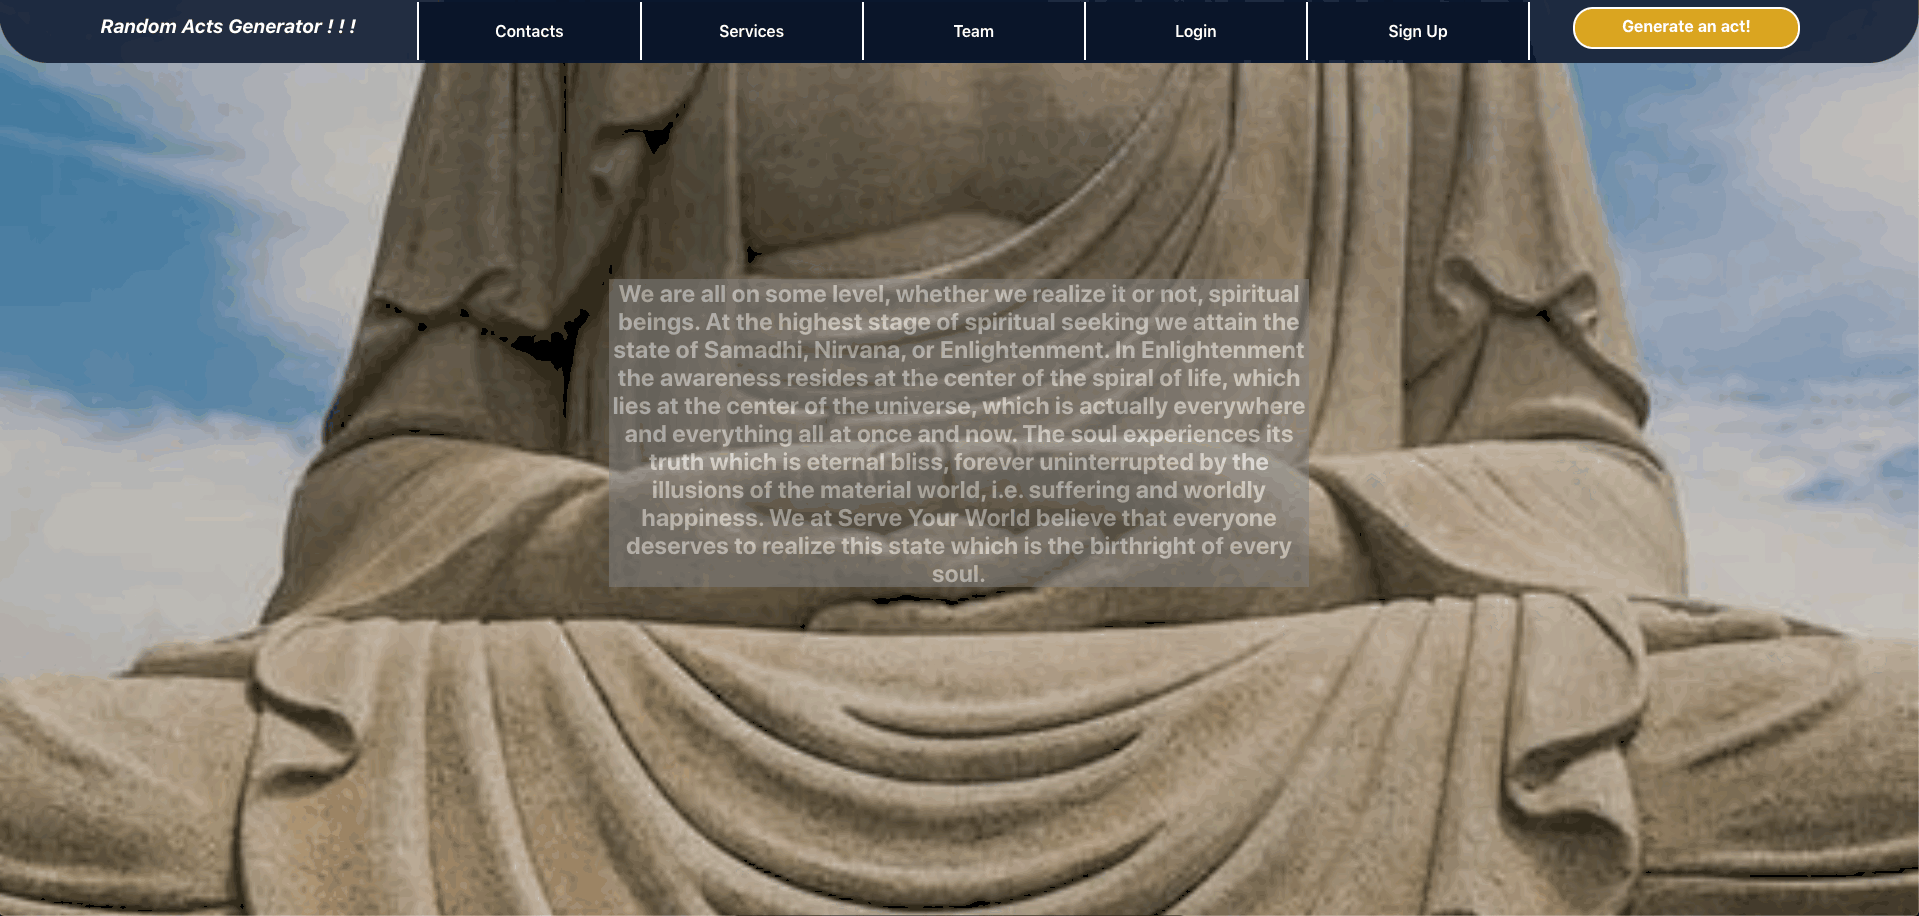 Random Acts Generator ! ! !
Contacts
Services
Team
Login
Sign Up
Generate an act!
We are all on some level, whether we realize it or not, spiritual
beings. At the highest stage of spiritual seeking we attain the
state of Samadhi, Nirvana, or Enlightenment. In Enlightenment
the awareness resides at the center of the spiral of life, which
lies at the center of the universe, which is actually everywhere
and everything all at once and now. The soul experiences its
truth which is eternal bliss, forever uninterrupted by the
illusions of the material world, i.e. suffering and worldly
happiness. We at Serve Your World believe that everyone
deserves to realize this state which is the birthright of every
soul.